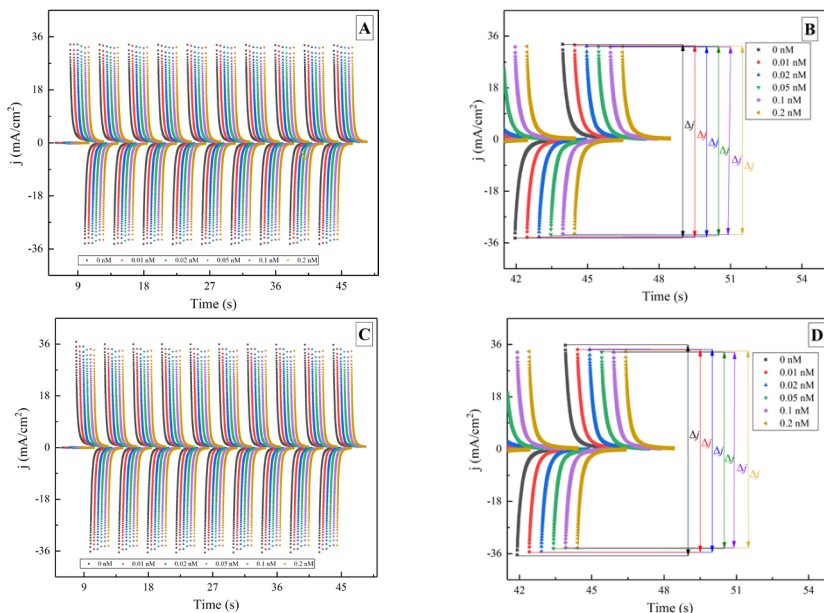 A
j (mA/cm²)
36
18
0
-18
-36
0 nM 0.01 nM 0.02 nM 0.05 nM 0.1 nM 0.2 nM
9 18 27 36 45
Time (s)
B
j (mA/cm²)
36
18
0
-18
-36
0 nM
0.01 nM
0.02 nM
0.05 nM
0.1 nM
0.2 nM
Δj Δj Δj Δj Δj Δj
42 45 48 51 54
Time (s)
C
j (mA/cm²)
36
18
0
-18
-36
0 nM 0.01 nM 0.02 nM 0.05 nM 0.1 nM 0.2 nM
9 18 27 36 45
Time (s)
D
j (mA/cm²)
36
18
0
-18
-36
0 nM
0.01 nM
0.02 nM
0.05 nM
0.1 nM
0.2 nM
Δj Δj Δj Δj Δj Δj
42 45 48 51 54
Time (s)